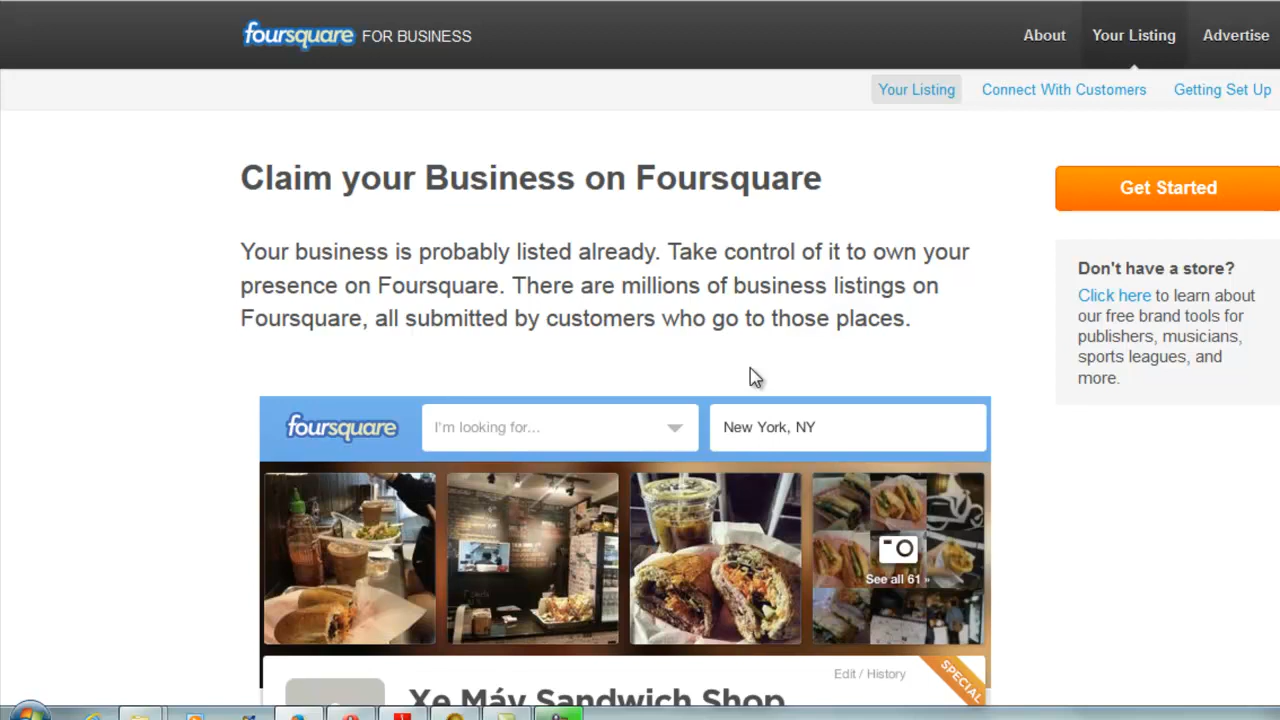 foursquare FOR BUSINESS
About
Your Listing
Advertise
Your Listing
Connect With Customers
Getting Set Up
Claim your Business on Foursquare
Get Started
Your business is probably listed already. Take control of it to own your
presence on Foursquare. There are millions of business listings on
Foursquare, all submitted by customers who go to those places.
Don't have a store?
Click here to learn about
our free brand tools for
publishers, musicians,
sports leagues, and
more.
foursquare
I'm looking for...
New York, NY
See all 61 »
Edit / History
SPECIAL
Xe Máy Sandwich Shop